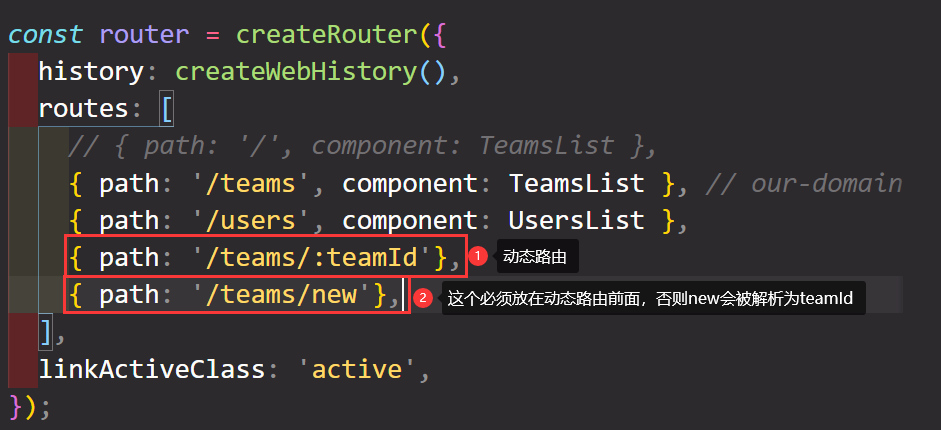 const router = createRouter({
  history: createWebHistory(),
  routes: [
    // { path: '/', component: TeamsList },
    { path: '/teams', component: TeamsList }, // our-domain
    { path: '/users', component: UsersList },
    { path: '/teams/:teamId'}, 1 动态路由
    { path: '/teams/new'}, 2 这个必须放在动态路由前面，否则new会被解析为teamId
  ],
  linkActiveClass: 'active',
});